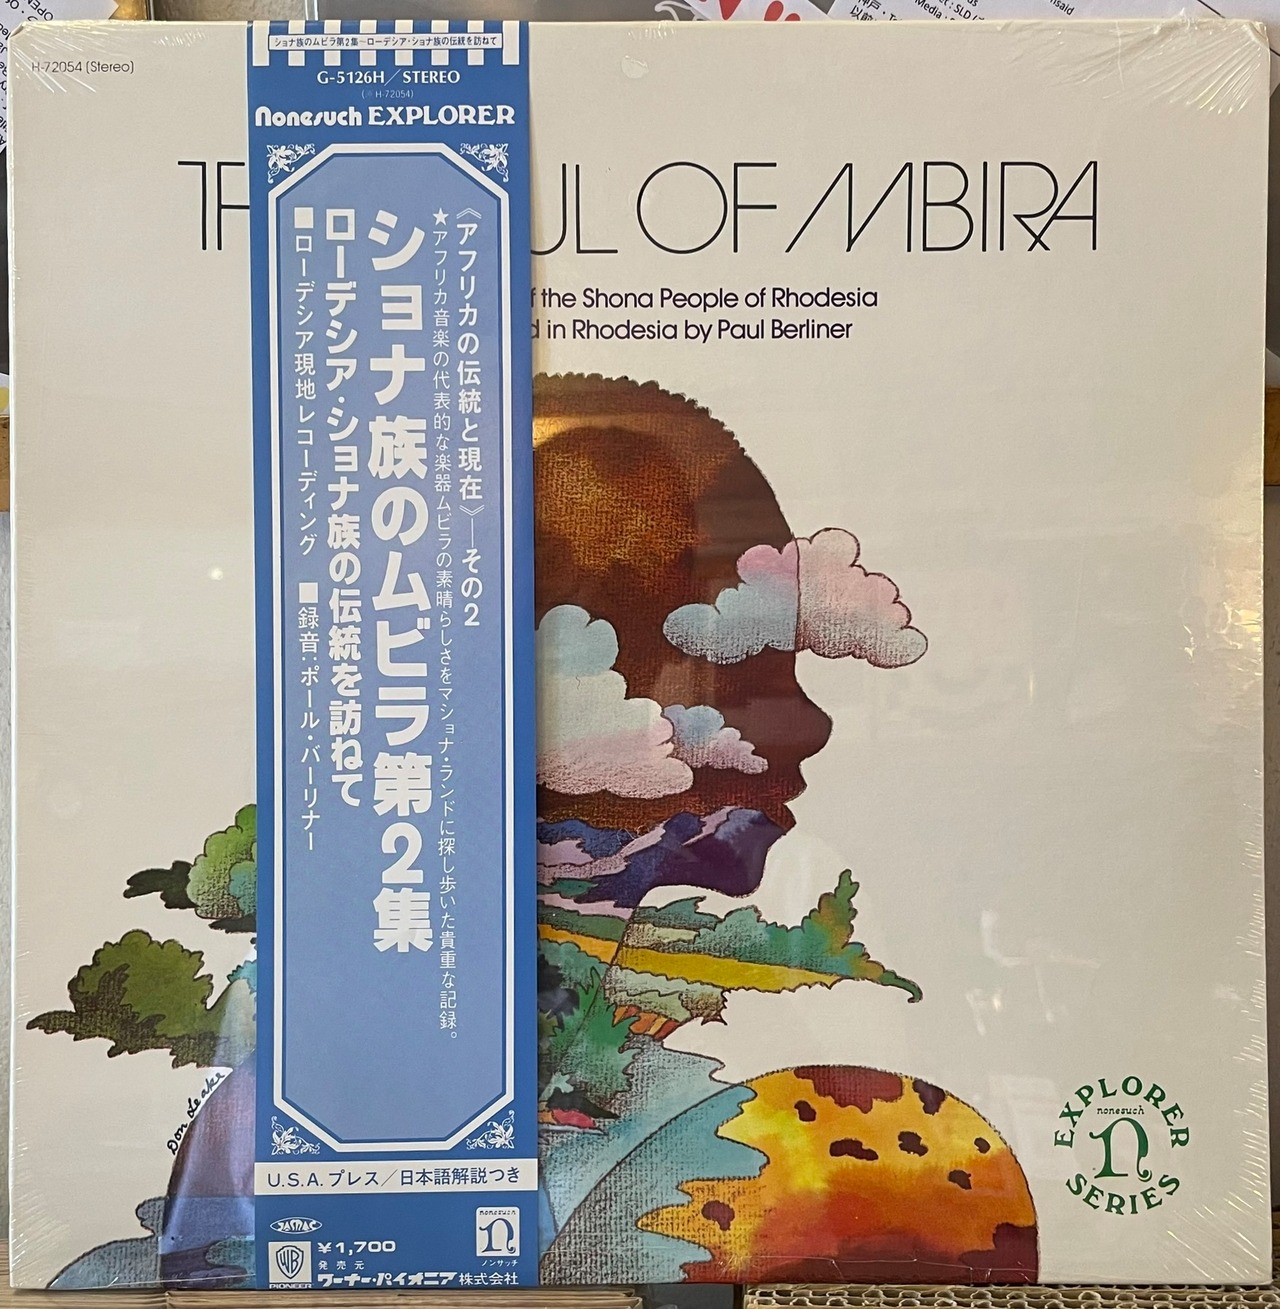 H-72054 (Stereo)
ショナ族のムビラ第2集〜ローデシア・ショナ族の伝統を訪ねて
G-5126H/STEREO
(※H-72054)
nonesuch EXPLORER
UL OF MBIRA
f the Shona People of Rhodesia
d in Rhodesia by Paul Berliner
《アフリカの伝統と現在》—その2
★アフリカ音楽の代表的な楽器ムビラの素晴らしさをマショナ・ランドに探し歩いた貴重な記録。
ショナ族のムビラ第2集
ローデシア・ショナ族の伝統を訪ねて
■ローデシア現地レコーディング ■録音:ポール・バーリナー
Don Leake
EXPLORER
nonesuch
n
SERIES
U.S.A.プレス/日本語解説つき
JASRAC
¥1,700
発売元
WB
PIONEER
ワーナー・パイオニア株式会社
nonesuch
n
ノンサッチ